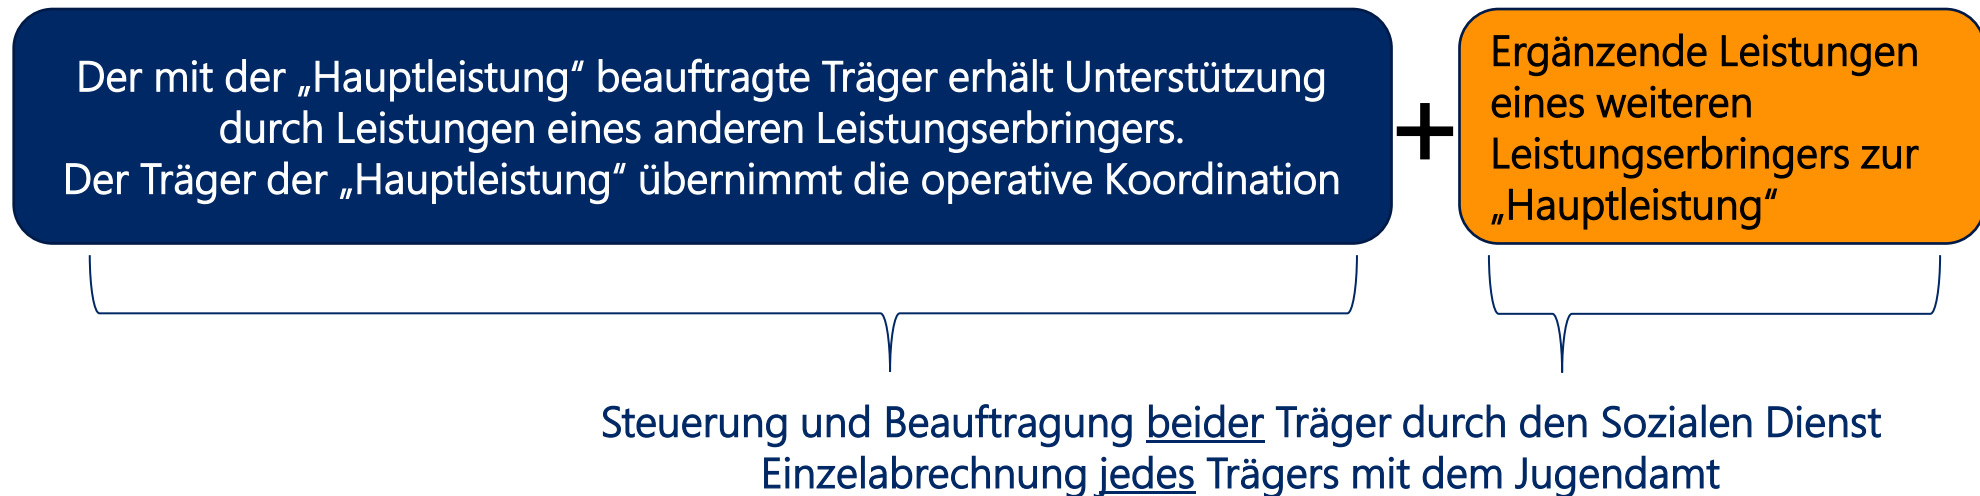 Der mit der „Hauptleistung“ beauftragte Träger erhält Unterstützung
durch Leistungen eines anderen Leistungserbringers.
Der Träger der „Hauptleistung“ übernimmt die operative Koordination
+
Ergänzende Leistungen
eines weiteren
Leistungserbringers zur
„Hauptleistung“
Steuerung und Beauftragung beider Träger durch den Sozialen Dienst
Einzelabrechnung jedes Trägers mit dem Jugendamt